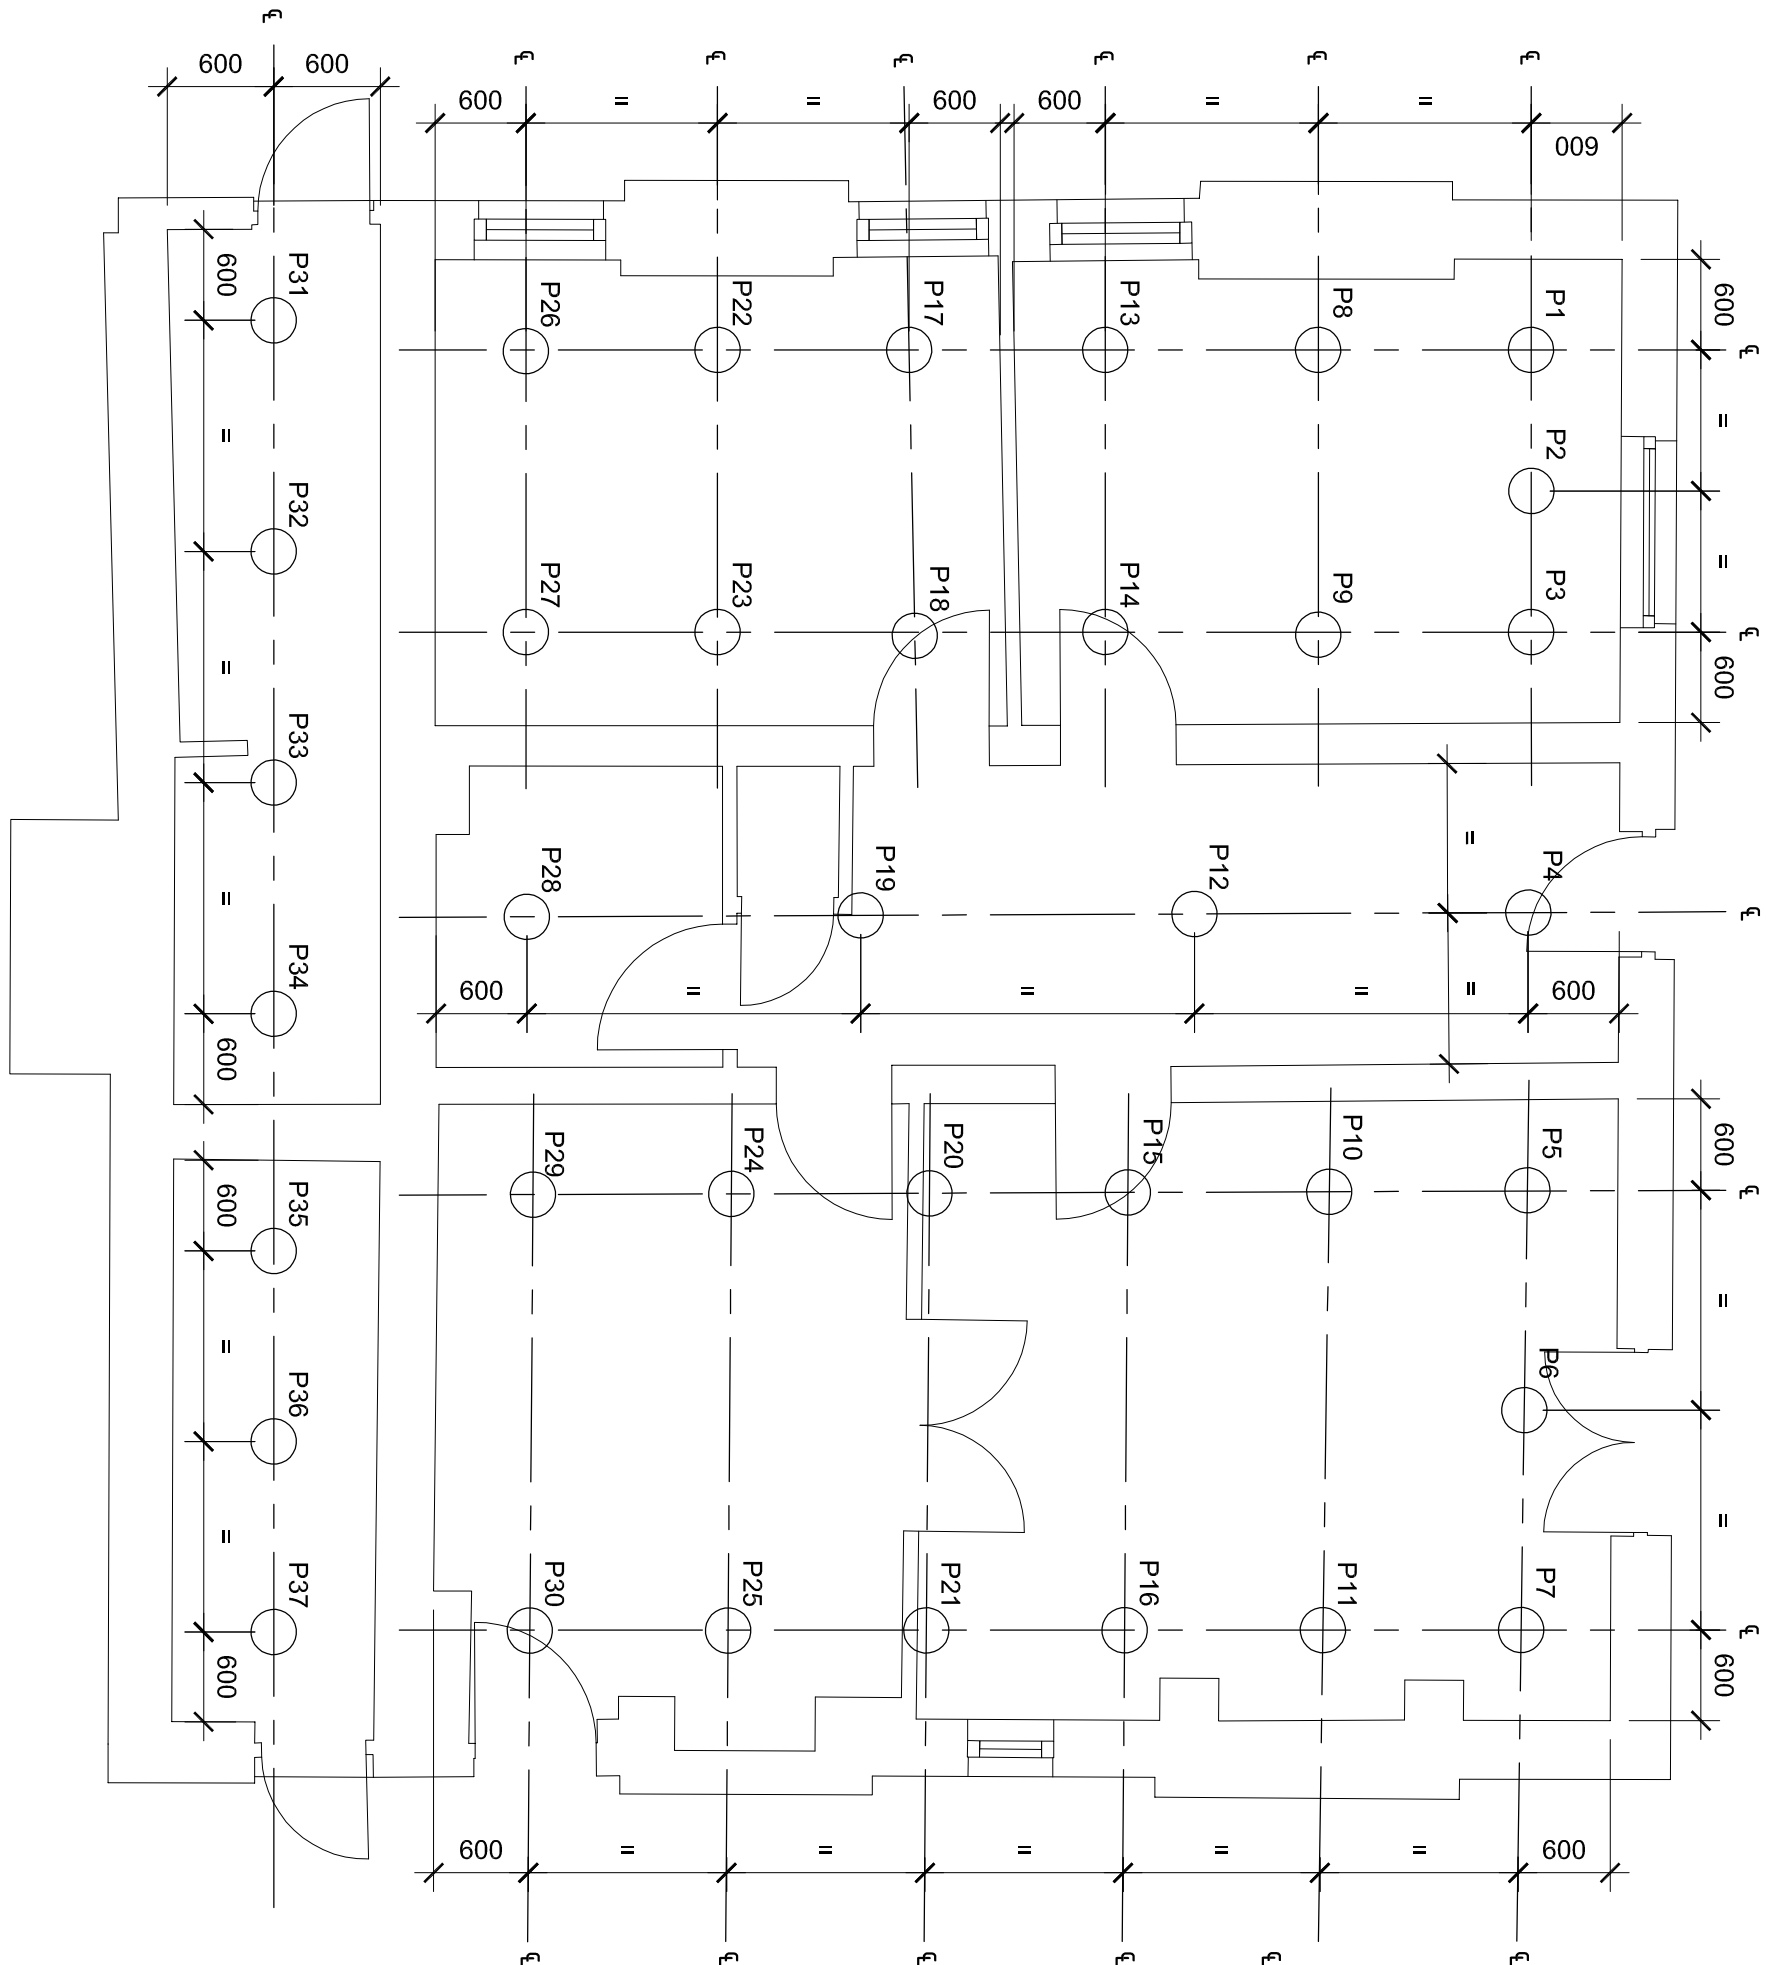 ℄
℄ ℄ ℄ ℄ ℄ ℄
600 600
600 = = 600 600 = = 600
P31 600 P26 P22 P17 P13 P8 P1 600
℄
= P2 =
P32 =
P27 P23 P18 P14 P9 P3 ℄
= 600
P33
=
P28 P19 P12 P4 ℄
=
P34 600 = = = = 600
600
P29 P24 P20 P15 P10 P5 600
600 P35 ℄
= P6 =
P36
= =
P37 P30 P25 P21 P16 P11 P7 ℄
600 600
600 = = = = = 600
℄ ℄ ℄ ℄ ℄ ℄